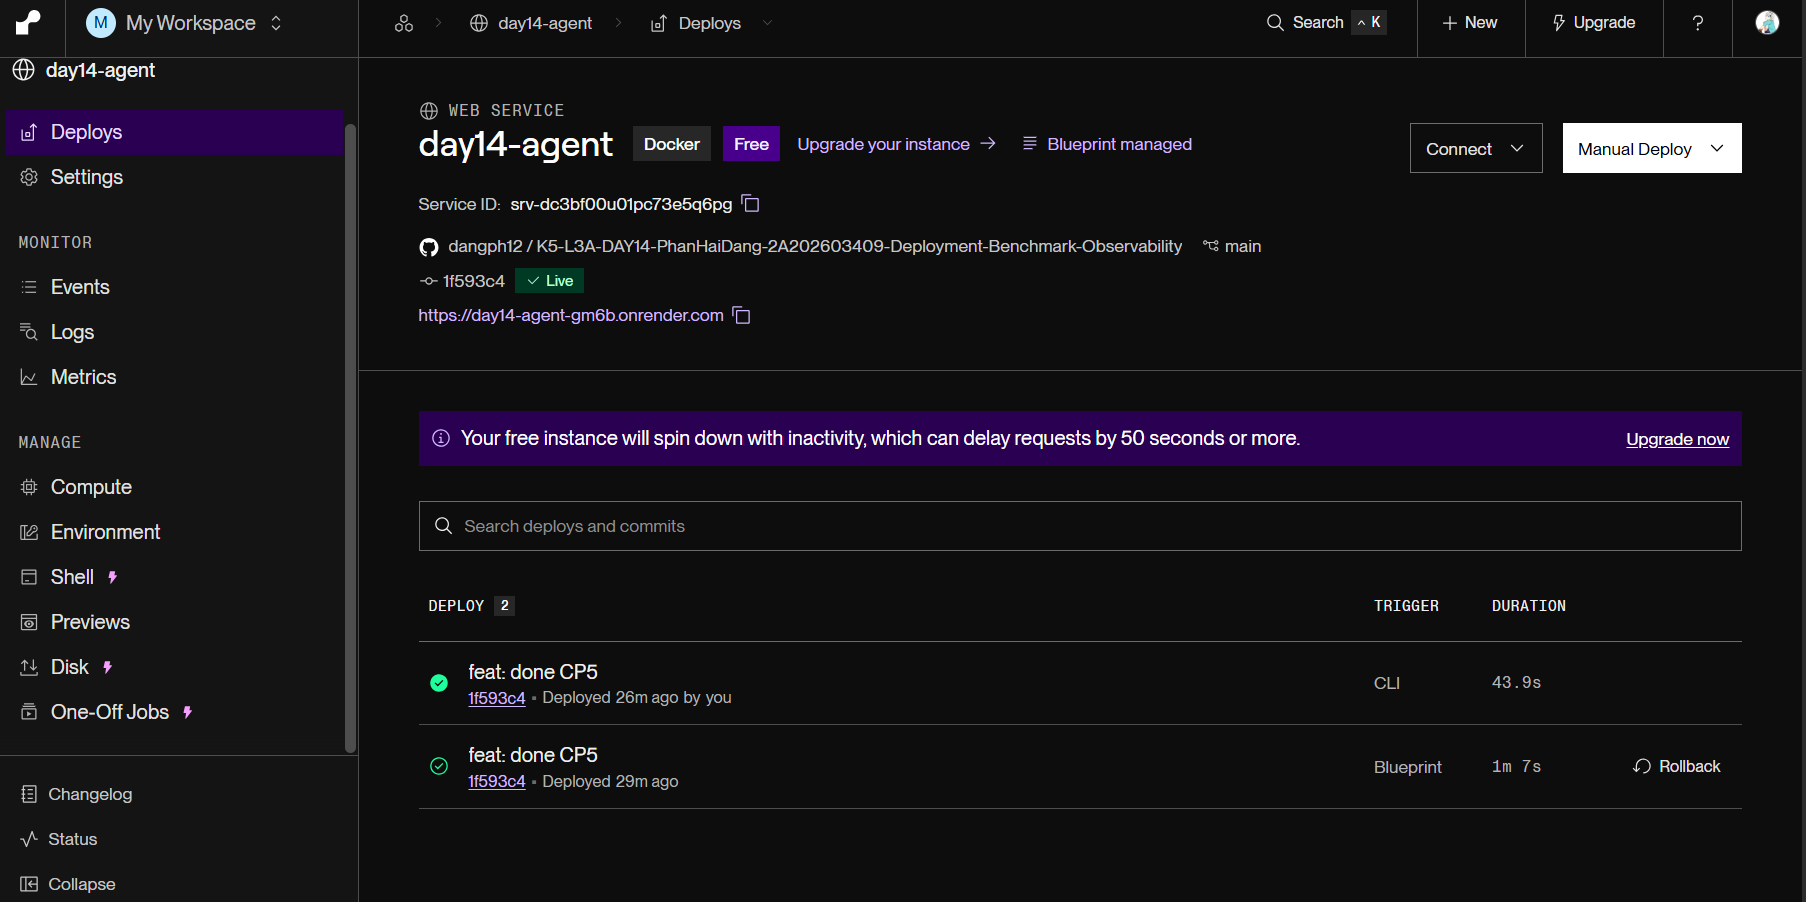 M My Workspace
day14-agent
Deploys
Search ^ K
+ New
Upgrade
?
day14-agent
Deploys
Settings
MONITOR
Events
Logs
Metrics
MANAGE
Compute
Environment
Shell
Previews
Disk
One-Off Jobs
Changelog
Status
Collapse
WEB SERVICE
day14-agent Docker Free Upgrade your instance → Blueprint managed
Connect
Manual Deploy
Service ID: srv-dc3bf00u01pc73e5q6pg
dangph12 / K5-L3A-DAY14-PhanHaiDang-2A202603409-Deployment-Benchmark-Observability main
1f593c4 Live
https://day14-agent-gm6b.onrender.com
Your free instance will spin down with inactivity, which can delay requests by 50 seconds or more. Upgrade now
Search deploys and commits
DEPLOY 2 TRIGGER DURATION
feat: done CP5
1f593c4 • Deployed 26m ago by you
CLI 43.9s
feat: done CP5
1f593c4 • Deployed 29m ago
Blueprint 1m 7s Rollback